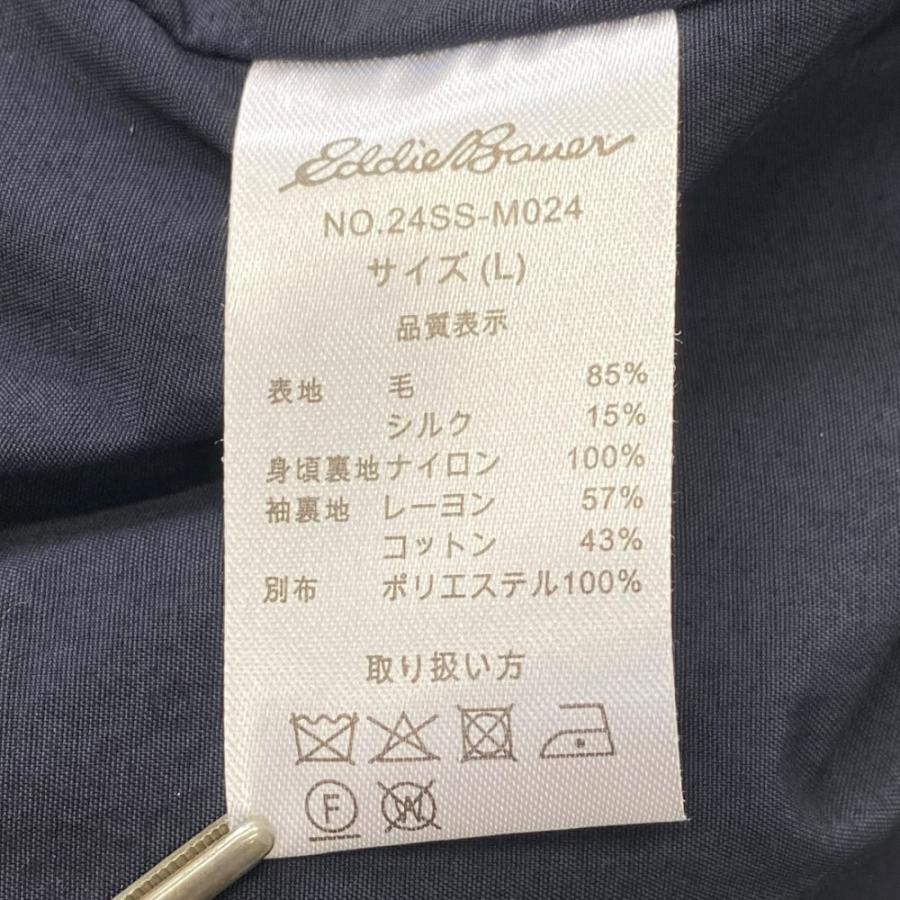 Eddie Bauer
NO.24SS-M024
サイズ(L)
品質表示
表地 毛 85%
シルク 15%
身頃裏地 ナイロン 100%
袖裏地 レーヨン 57%
コットン 43%
別布 ポリエステル100%
取り扱い方
F W